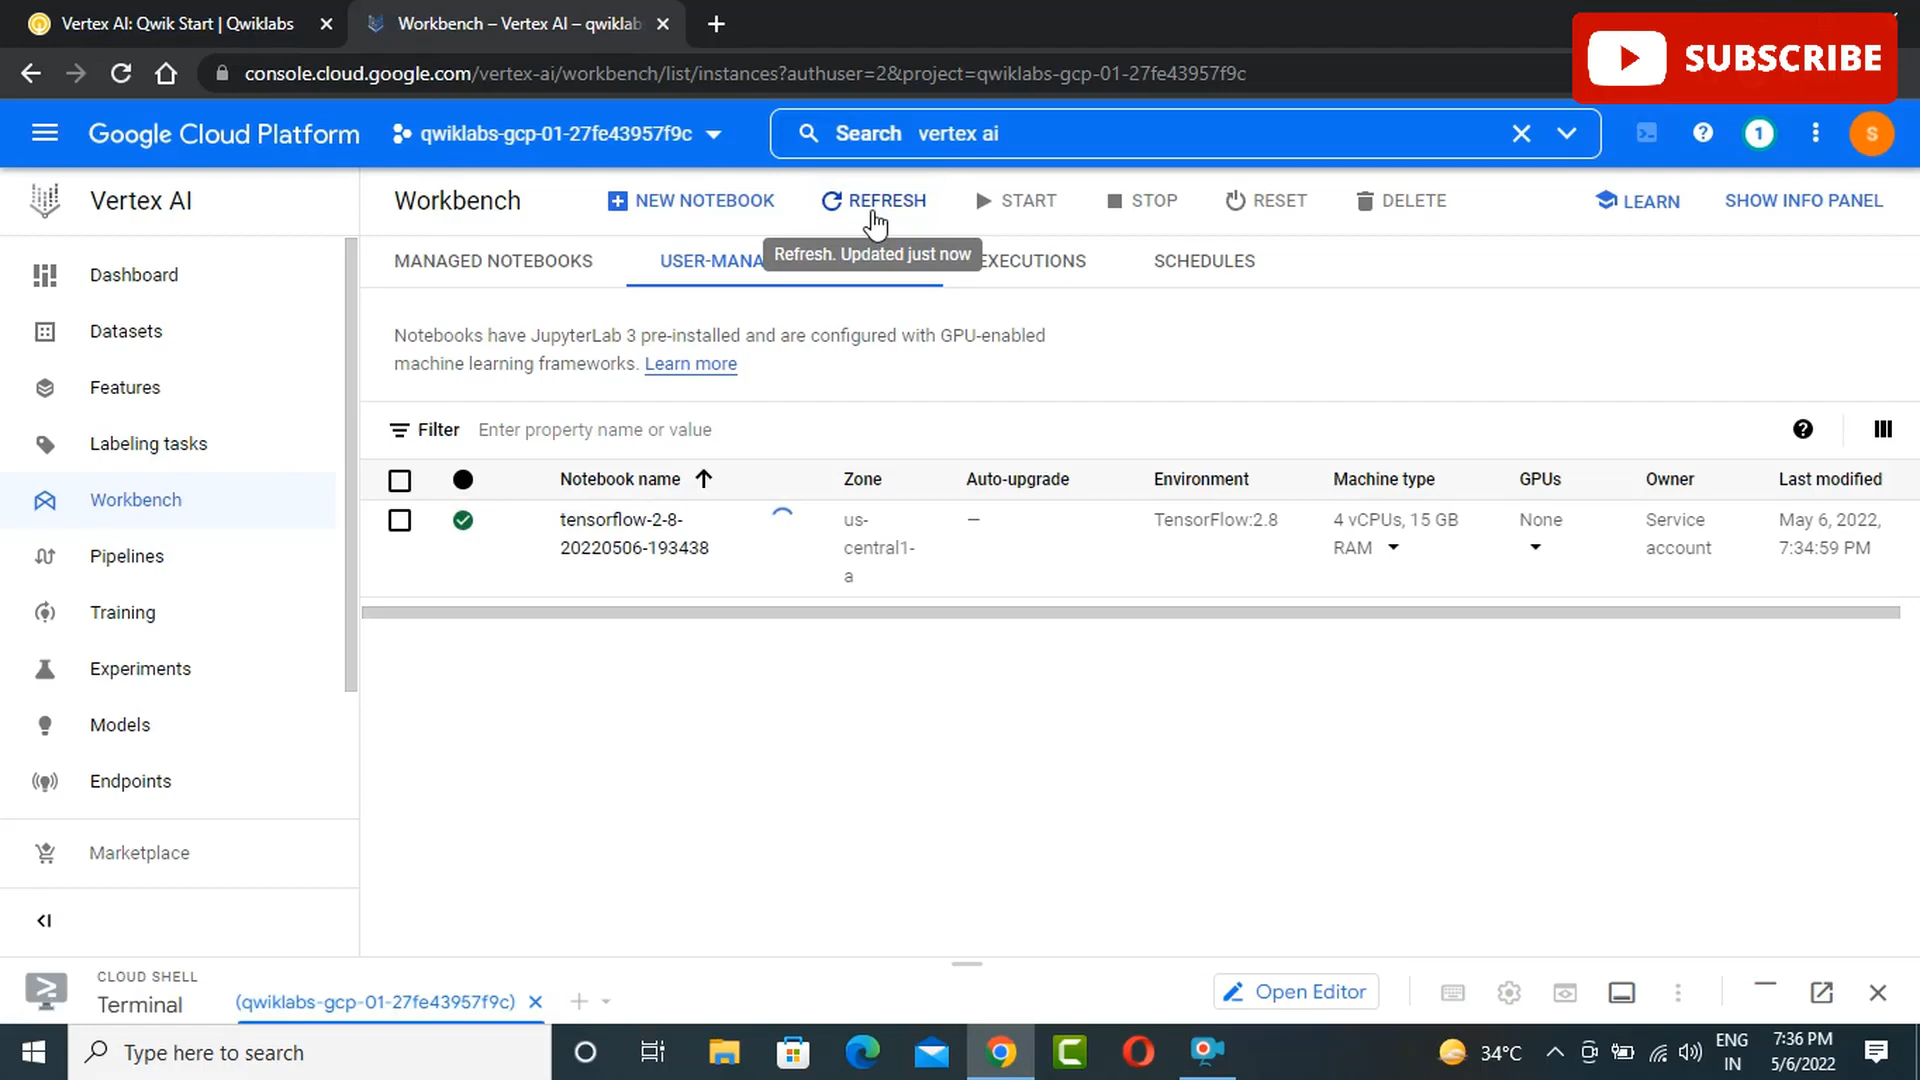 Vertex AI: Qwik Start | Qwiklabs
Workbench – Vertex AI – qwiklab
SUBSCRIBE
console.cloud.google.com/vertex-ai/workbench/list/instances?authuser=2&project=qwiklabs-gcp-01-27fe43957f9c
Google Cloud Platform
qwiklabs-gcp-01-27fe43957f9c
Search vertex ai
1
S
Vertex AI
Workbench
NEW NOTEBOOK
REFRESH
START
STOP
RESET
DELETE
LEARN
SHOW INFO PANEL
Refresh. Updated just now
MANAGED NOTEBOOKS
USER-MANA
EXECUTIONS
SCHEDULES
Dashboard
Datasets
Features
Labeling tasks
Workbench
Pipelines
Training
Experiments
Models
Endpoints
Marketplace
Notebooks have JupyterLab 3 pre-installed and are configured with GPU-enabled
machine learning frameworks. Learn more
Filter Enter property name or value
Notebook name Zone Auto-upgrade Environment Machine type GPUs Owner Last modified
tensorflow-2-8- us- – TensorFlow:2.8 4 vCPUs, 15 GB None Service May 6, 2022,
20220506-193438 central1- RAM account 7:34:59 PM
a
CLOUD SHELL
Terminal
(qwiklabs-gcp-01-27fe43957f9c)
Open Editor
Type here to search
34°C
ENG
IN
7:36 PM
5/6/2022